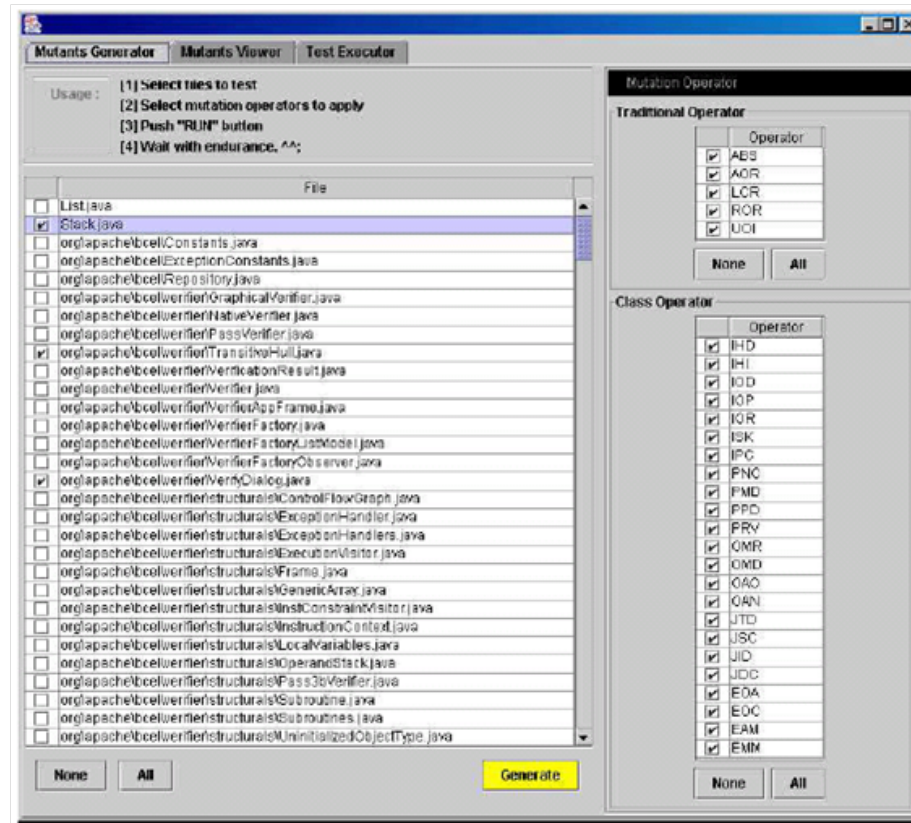 Mutants Generator Mutants Viewer Test Executor
Usage :
[1] Select files to test
[2] Select mutation operators to apply
[3] Push "RUN" button
[4] Wait with endurance. ^^;
File
List.java
Stack.java
org\apache\bcel\Constants.java
org\apache\bcel\ExceptionConstants.java
org\apache\bcel\Repository.java
org\apache\bcel\verifier\GraphicalVerifier.java
org\apache\bcel\verifier\NativeVerifier.java
org\apache\bcel\verifier\PassVerifier.java
org\apache\bcel\verifier\TransitiveHull.java
org\apache\bcel\verifier\VerificationResult.java
org\apache\bcel\verifier\Verifier.java
org\apache\bcel\verifier\VerifierAppFrame.java
org\apache\bcel\verifier\VerifierFactory.java
org\apache\bcel\verifier\VerifierFactoryListModel.java
org\apache\bcel\verifier\VerifierFactoryObserver.java
org\apache\bcel\verifier\VerifyDialog.java
org\apache\bcel\verifier\structurals\ControlFlowGraph.java
org\apache\bcel\verifier\structurals\ExceptionHandler.java
org\apache\bcel\verifier\structurals\ExceptionHandlers.java
org\apache\bcel\verifier\structurals\ExecutionVisitor.java
org\apache\bcel\verifier\structurals\Frame.java
org\apache\bcel\verifier\structurals\GenericArray.java
org\apache\bcel\verifier\structurals\InstConstraintVisitor.java
org\apache\bcel\verifier\structurals\InstructionContext.java
org\apache\bcel\verifier\structurals\LocalVariables.java
org\apache\bcel\verifier\structurals\OperandStack.java
org\apache\bcel\verifier\structurals\Pass3bVerifier.java
org\apache\bcel\verifier\structurals\Subroutine.java
org\apache\bcel\verifier\structurals\Subroutines.java
org\apache\bcel\verifier\structurals\UninitializedObjectType.java
None All Generate
Mutation Operator
Traditional Operator
Operator
ABS
AOR
LCR
ROR
UOI
None All
Class Operator
Operator
IHD
IHI
IOD
IOP
IOR
ISK
IPC
PNC
PMD
PPD
PRV
OMR
OMD
OAO
OAN
JTD
JSC
JID
JDC
EOA
EOC
EAM
EMM
None All